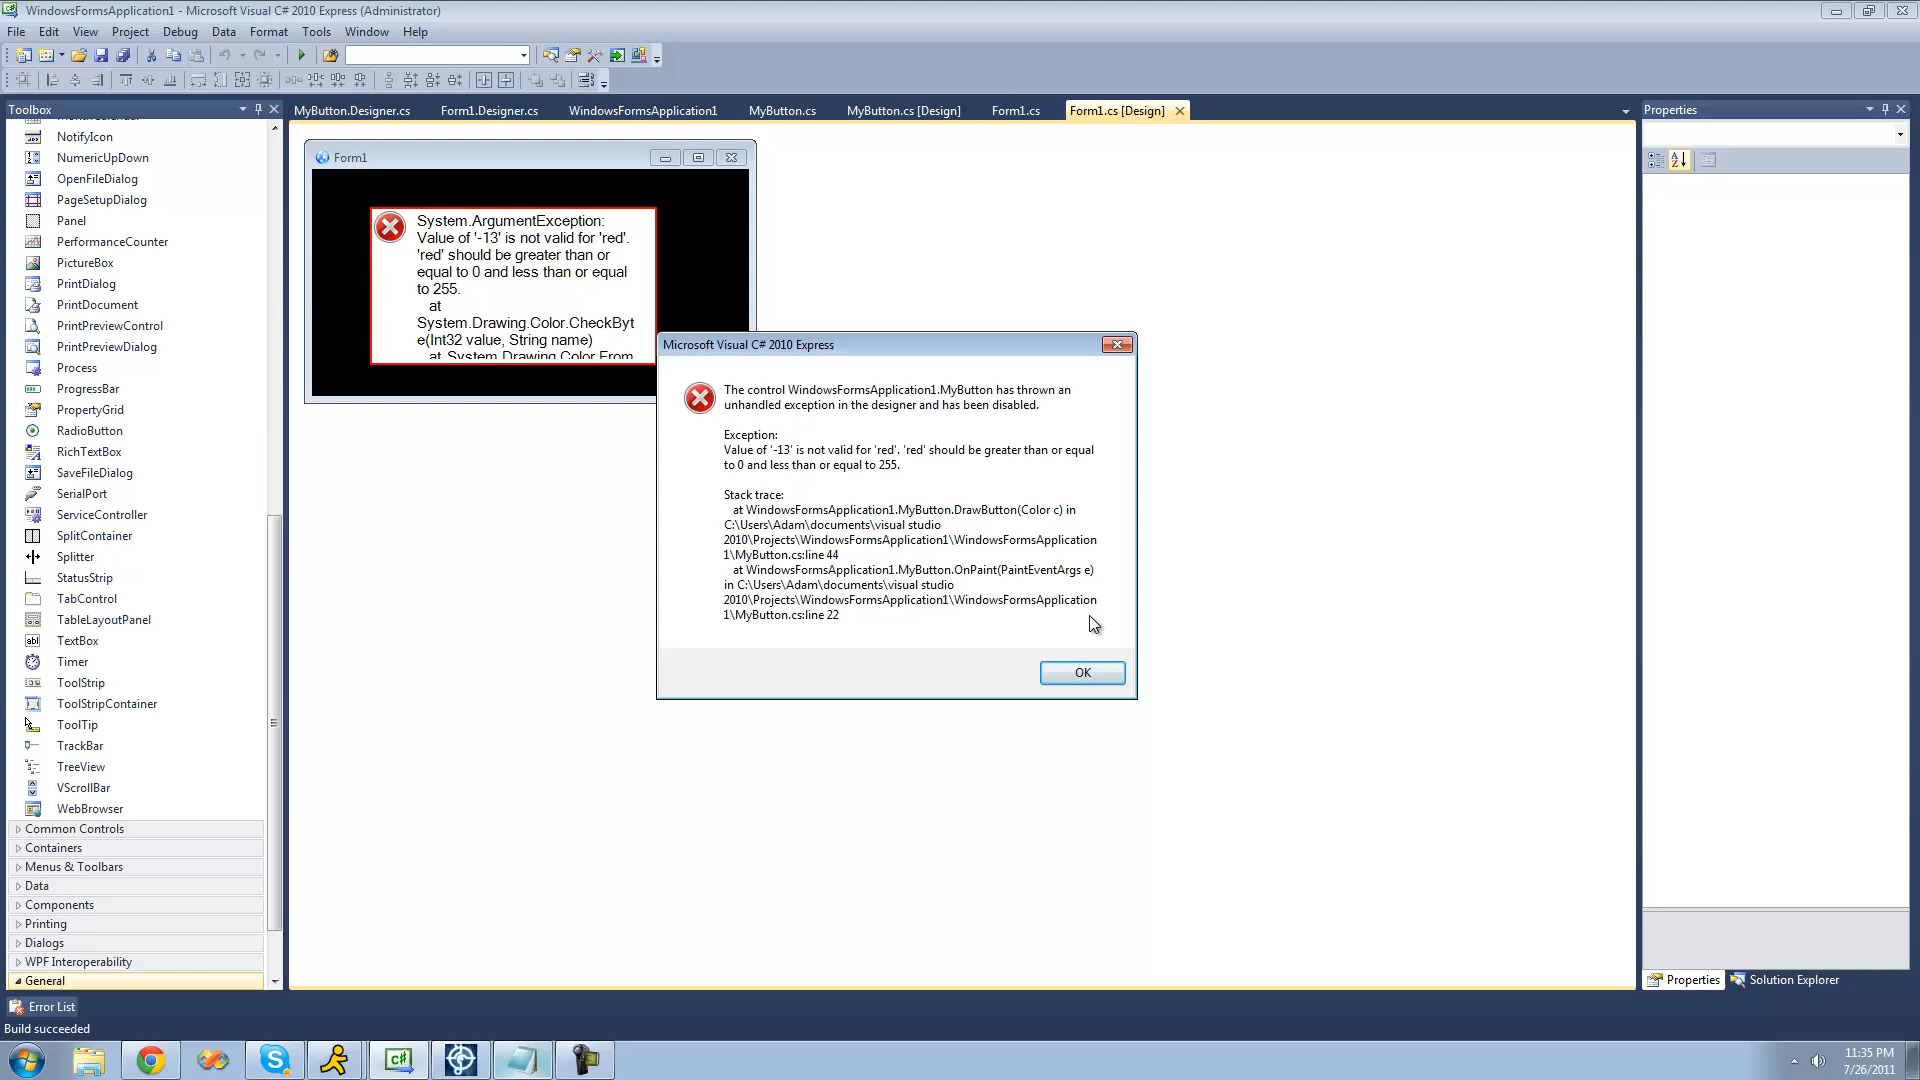 WindowsFormsApplication1 - Microsoft Visual C# 2010 Express (Administrator)
File Edit View Project Debug Data Format Tools Window Help
Toolbox
MyButton.Designer.cs Form1.Designer.cs WindowsFormsApplication1 MyButton.cs MyButton.cs [Design] Form1.cs Form1.cs [Design]
Properties
NotifyIcon
NumericUpDown
OpenFileDialog
PageSetupDialog
Panel
PerformanceCounter
PictureBox
PrintDialog
PrintDocument
PrintPreviewControl
PrintPreviewDialog
Process
ProgressBar
PropertyGrid
RadioButton
RichTextBox
SaveFileDialog
SerialPort
ServiceController
SplitContainer
Splitter
StatusStrip
TabControl
TableLayoutPanel
TextBox
Timer
ToolStrip
ToolStripContainer
ToolTip
TrackBar
TreeView
VScrollBar
WebBrowser
Common Controls
Containers
Menus & Toolbars
Data
Components
Printing
Dialogs
WPF Interoperability
General
Form1
System.ArgumentException:
Value of '-13' is not valid for 'red'.
'red' should be greater than or
equal to 0 and less than or equal
to 255.
at
System.Drawing.Color.CheckByt
e(Int32 value, String name)
at System.Drawing.Color.From
Microsoft Visual C# 2010 Express
The control WindowsFormsApplication1.MyButton has thrown an
unhandled exception in the designer and has been disabled.
Exception:
Value of '-13' is not valid for 'red'. 'red' should be greater than or equal
to 0 and less than or equal to 255.
Stack trace:
at WindowsFormsApplication1.MyButton.DrawButton(Color c) in
C:\Users\Adam\documents\visual studio
2010\Projects\WindowsFormsApplication1\WindowsFormsApplication
1\MyButton.cs:line 44
at WindowsFormsApplication1.MyButton.OnPaint(PaintEventArgs e)
in C:\Users\Adam\documents\visual studio
2010\Projects\WindowsFormsApplication1\WindowsFormsApplication
1\MyButton.cs:line 22
OK
Properties Solution Explorer
Error List
Build succeeded
11:35 PM
7/26/2011